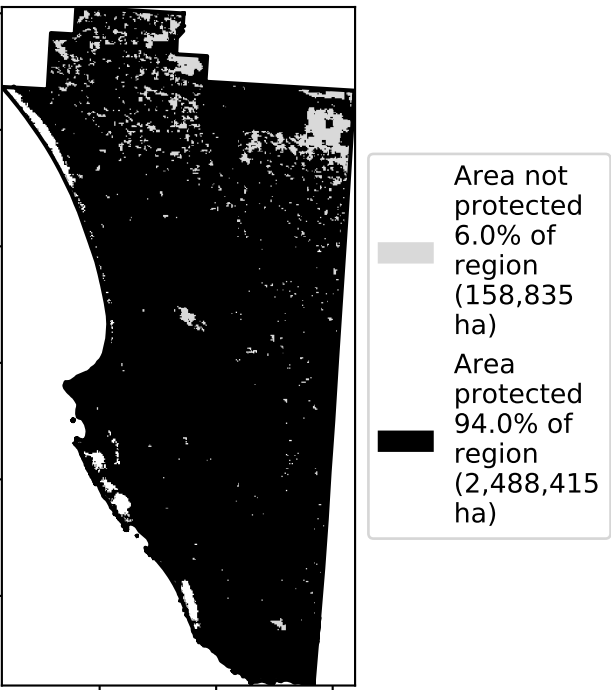 Area not
protected
6.0% of
region
(158,835
ha)
Area
protected
94.0% of
region
(2,488,415
ha)